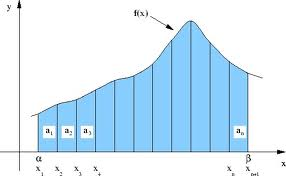 y
f(x)
a1 a2 a3 an
α β
x1 x2 x3 x4 xn xn+1
x